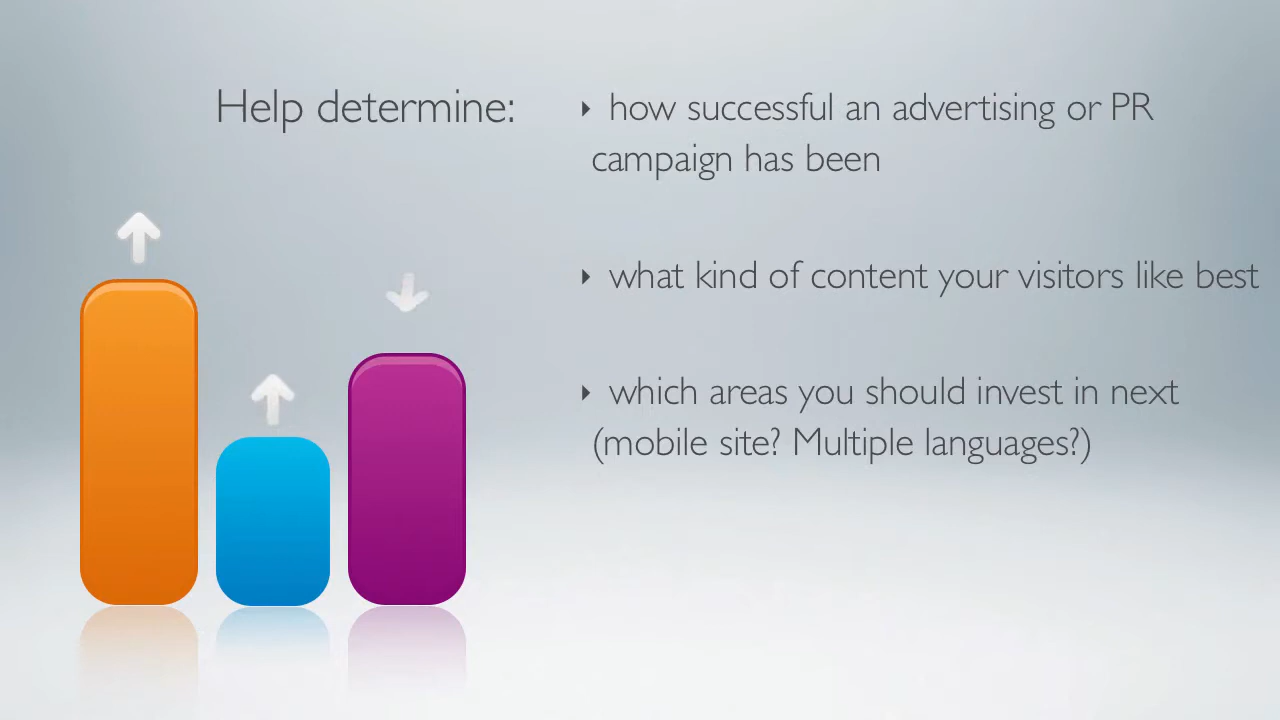 Help determine:
‣ how successful an advertising or PR
campaign has been
‣ what kind of content your visitors like best
‣ which areas you should invest in next
(mobile site? Multiple languages?)